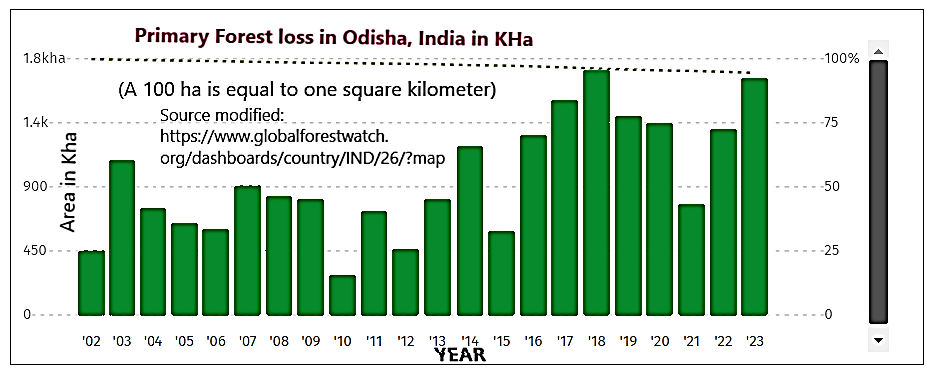 Primary Forest loss in Odisha, India in KHa
1.8kha
100%
(A 100 ha is equal to one square kilometer)
Source modified:
https://www.globalforestwatch.
org/dashboards/country/IND/26/?map
Area in Kha
1.4k
75
900
50
450
25
0
0
'02 '03 '04 '05 '06 '07 '08 '09 '10 '11 '12 '13 '14 '15 '16 '17 '18 '19 '20 '21 '22 '23
YEAR